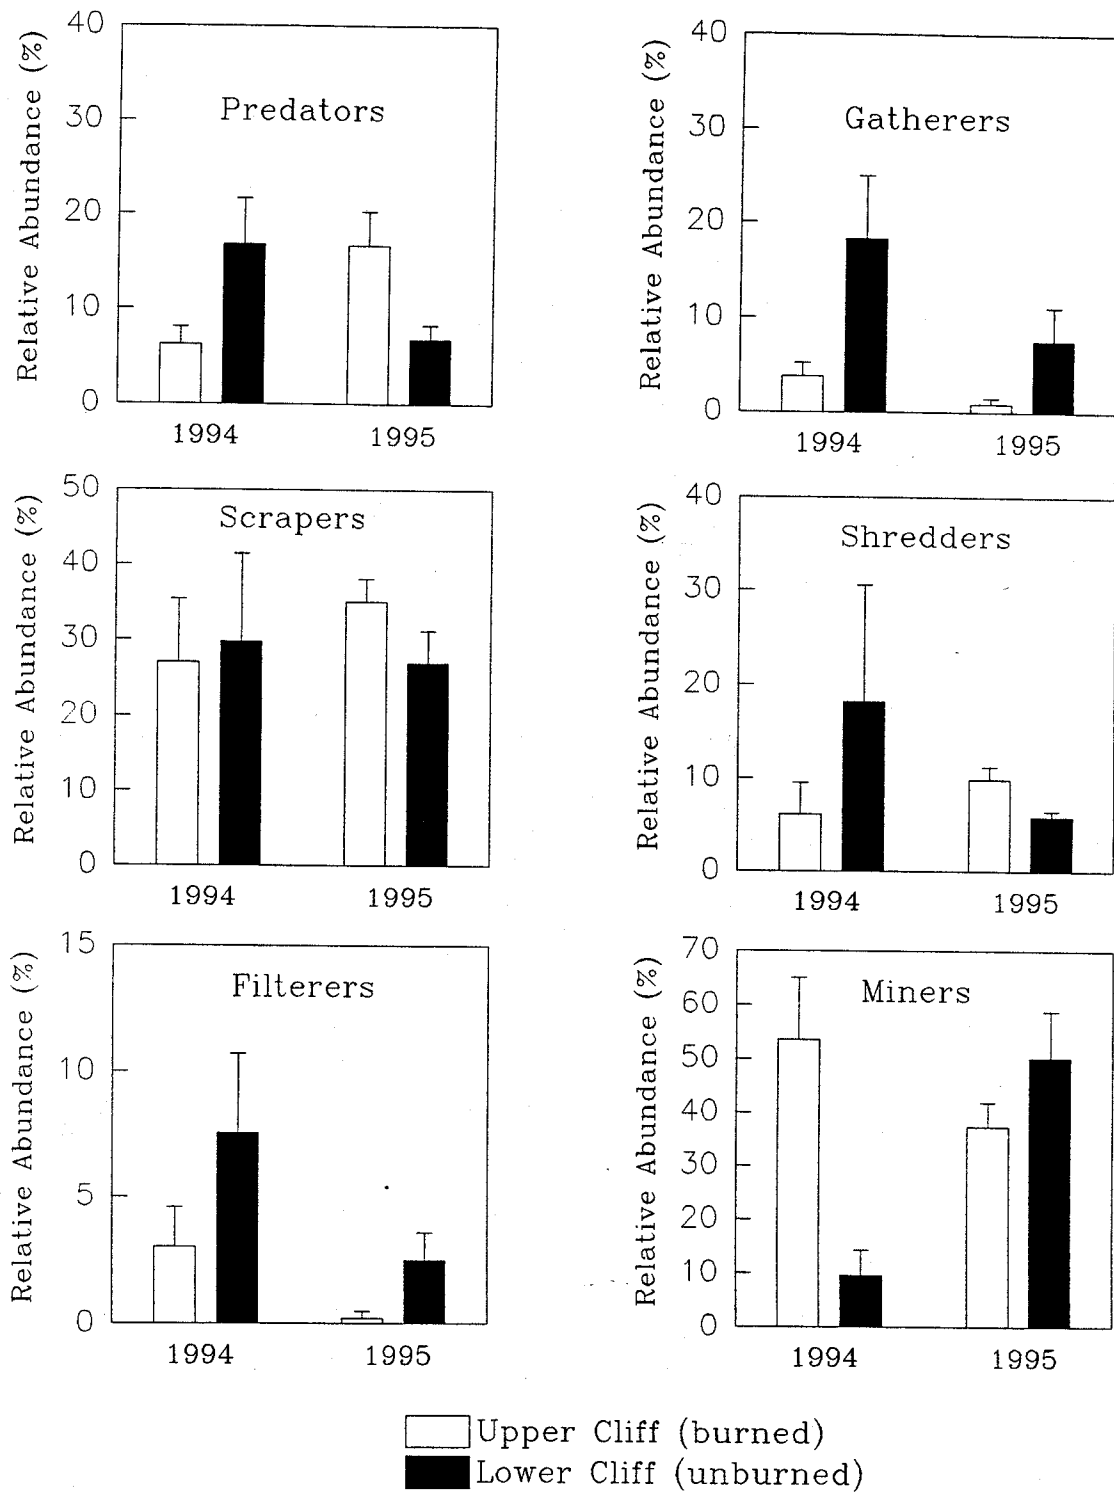 Predators
Relative Abundance (%)
40
30
20
10
0
1994 1995
Gatherers
Relative Abundance (%)
40
30
20
10
0
1994 1995
Scrapers
Relative Abundance (%)
50
40
30
20
10
0
1994 1995
Shredders
Relative Abundance (%)
40
30
20
10
0
1994 1995
Filterers
Relative Abundance (%)
15
10
5
0
1994 1995
Miners
Relative Abundance (%)
70
60
50
40
30
20
10
0
1994 1995
Upper Cliff (burned)
Lower Cliff (unburned)